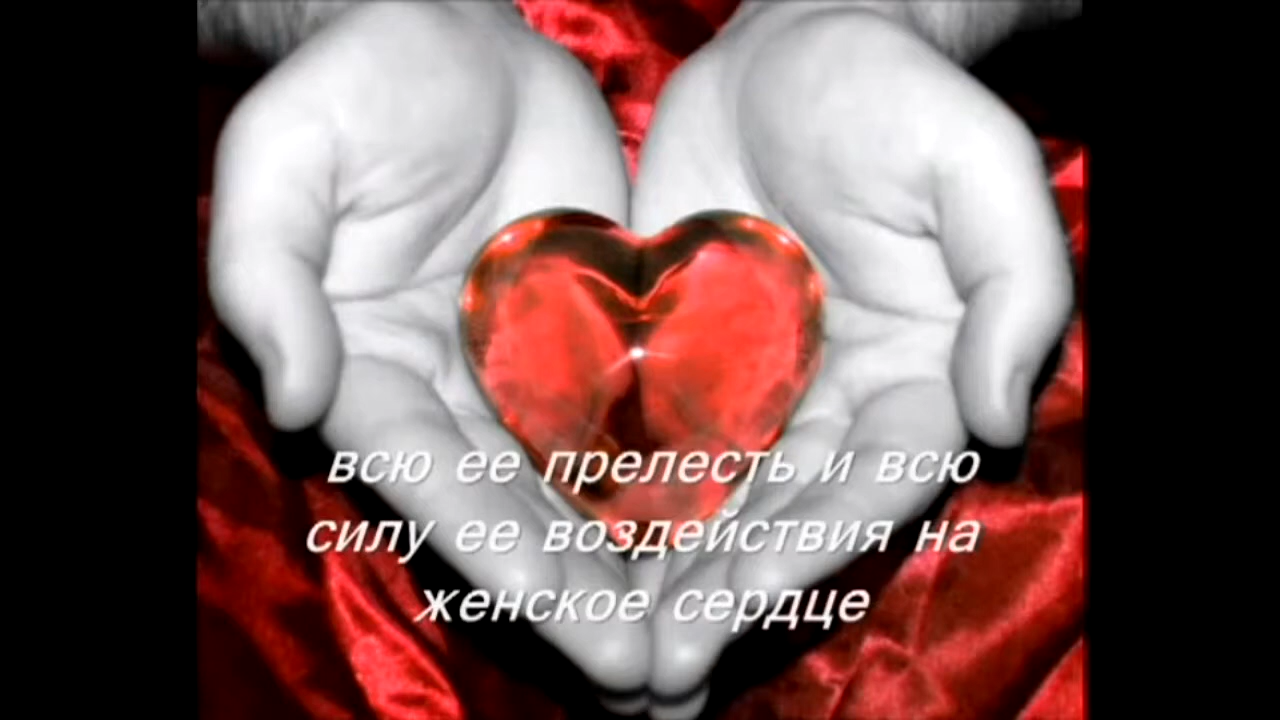 всю ее прелесть и всю
силу ее воздействия на
женское сердце